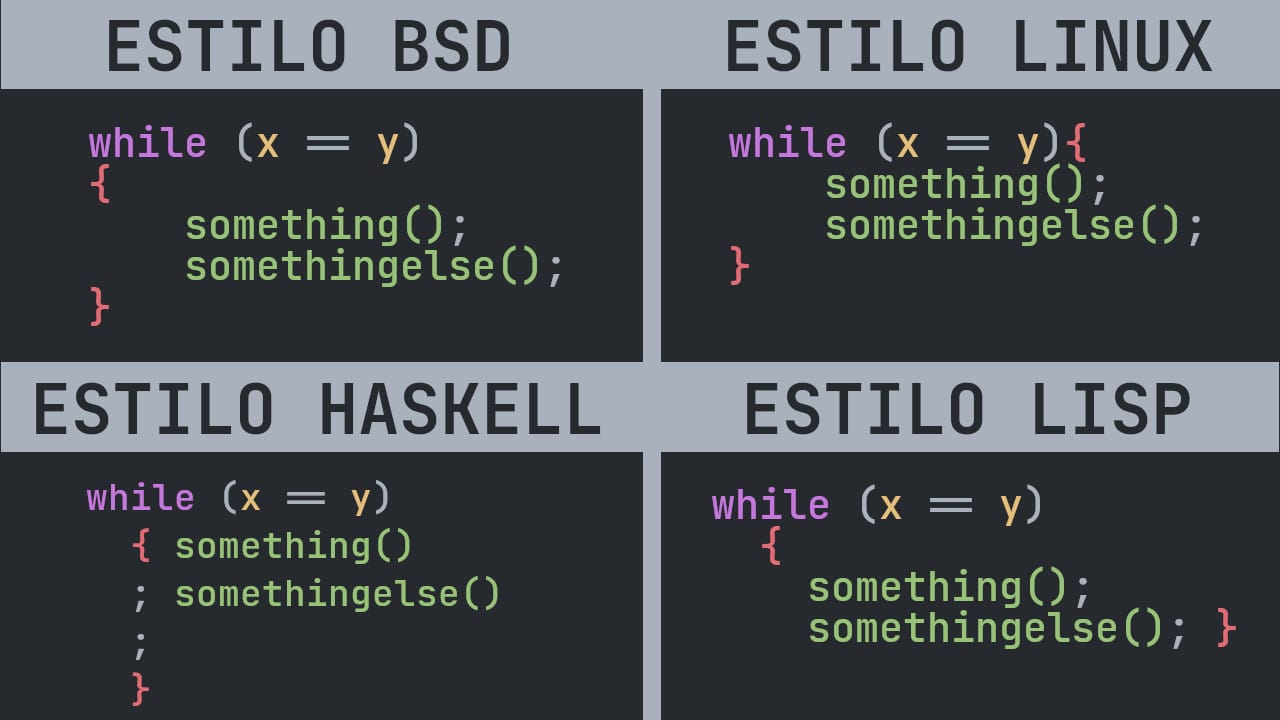 ESTILO BSD
while (x == y)
{
    something();
    somethingelse();
}
ESTILO LINUX
while (x == y){
    something();
    somethingelse();
}
ESTILO HASKELL
while (x == y)
  { something()
  ; somethingelse()
  ;
  }
ESTILO LISP
while (x == y)
  {
    something();
    somethingelse(); }